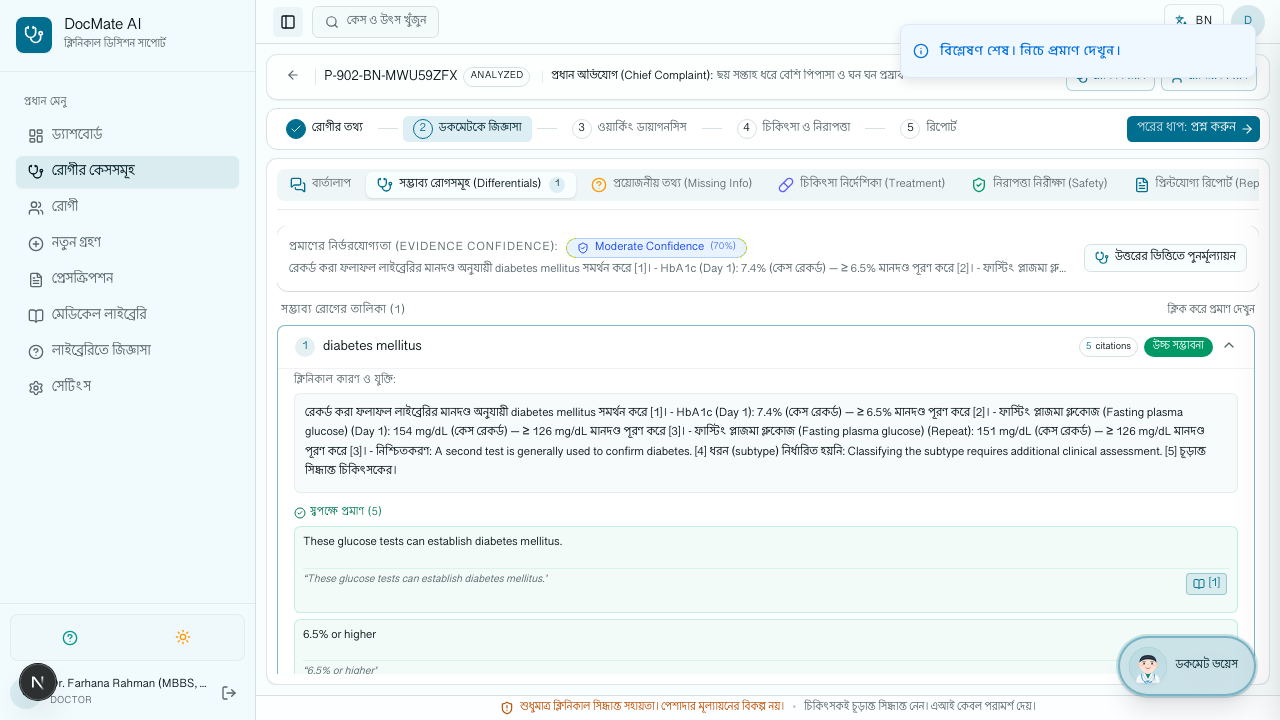 DocMate AI
ক্লিনিকাল ডিসিশন সাপোর্ট
প্রধান মেনু
ড্যাশবোর্ড
রোগীর কেসসমূহ
রোগী
নতুন গ্রহণ
প্রেসক্রিপশন
মেডিকেল লাইব্রেরি
লাইব্রেরিতে জিজ্ঞাসা
সেটিংস
N
Dr. Farhana Rahman (MBBS, ...
DOCTOR
কেস ও উৎস খুঁজুন
BN
D
বিশ্লেষণ শেষ। নিচে প্রমাণ দেখুন।
P-902-BN-MWU59ZFX
ANALYZED
প্রধান অভিযোগ (Chief Complaint): ছয় সপ্তাহ ধরে বেশি পিপাসা ও ঘন ঘন প্রস্রাব
রোগীর তথ্য
2 ডকমেটকে জিজ্ঞাসা
3 ওয়ার্কিং ডায়াগনসিস
4 চিকিৎসা ও নিরাপত্তা
5 রিপোর্ট
পরের ধাপ: প্রশ্ন করুন
বার্তালাপ
সম্ভাব্য রোগসমূহ (Differentials) 1
প্রয়োজনীয় তথ্য (Missing Info)
চিকিৎসা নির্দেশিকা (Treatment)
নিরাপত্তা নিরীক্ষা (Safety)
প্রিন্টযোগ্য রিপোর্ট (Rep
প্রমাণের নির্ভরযোগ্যতা (EVIDENCE CONFIDENCE): Moderate Confidence (70%)
রেকর্ড করা ফলাফল লাইব্রেরির মানদণ্ড অনুযায়ী diabetes mellitus সমর্থন করে [1]। - HbA1c (Day 1): 7.4% (কেস রেকর্ড) — ≥ 6.5% মানদণ্ড পূরণ করে [2]। - ফাস্টিং প্লাজমা গ্লু...
উত্তরের ভিত্তিতে পুনর্মূল্যায়ন
সম্ভাব্য রোগের তালিকা (1)
ক্লিক করে প্রমাণ দেখুন
1 diabetes mellitus
5 citations
উচ্চ সম্ভাবনা
ক্লিনিকাল কারণ ও যুক্তি:
রেকর্ড করা ফলাফল লাইব্রেরির মানদণ্ড অনুযায়ী diabetes mellitus সমর্থন করে [1]। - HbA1c (Day 1): 7.4% (কেস রেকর্ড) — ≥ 6.5% মানদণ্ড পূরণ করে [2]। - ফাস্টিং প্লাজমা গ্লুকোজ (Fasting plasma
glucose) (Day 1): 154 mg/dL (কেস রেকর্ড) — ≥ 126 mg/dL মানদণ্ড পূরণ করে [3]। - ফাস্টিং প্লাজমা গ্লুকোজ (Fasting plasma glucose) (Repeat): 151 mg/dL (কেস রেকর্ড) — ≥ 126 mg/dL মানদণ্ড
পূরণ করে [3]। - নিশ্চিতকরণ: A second test is generally used to confirm diabetes. [4] ধরন (subtype) নির্ধারিত হয়নি: Classifying the subtype requires additional clinical assessment. [5] চূড়ান্ত
সিদ্ধান্ত চিকিৎসকের।
স্বপক্ষে প্রমাণ (5)
These glucose tests can establish diabetes mellitus.
"These glucose tests can establish diabetes mellitus."
[1]
6.5% or higher
"6.5% or higher"
ডকমেট ভয়েস
শুধুমাত্র ক্লিনিকাল সিদ্ধান্ত সহায়তা। পেশাদার মূল্যায়নের বিকল্প নয়। • চিকিৎসকই চূড়ান্ত সিদ্ধান্ত নেন। এআই কেবল পরামর্শ দেয়।